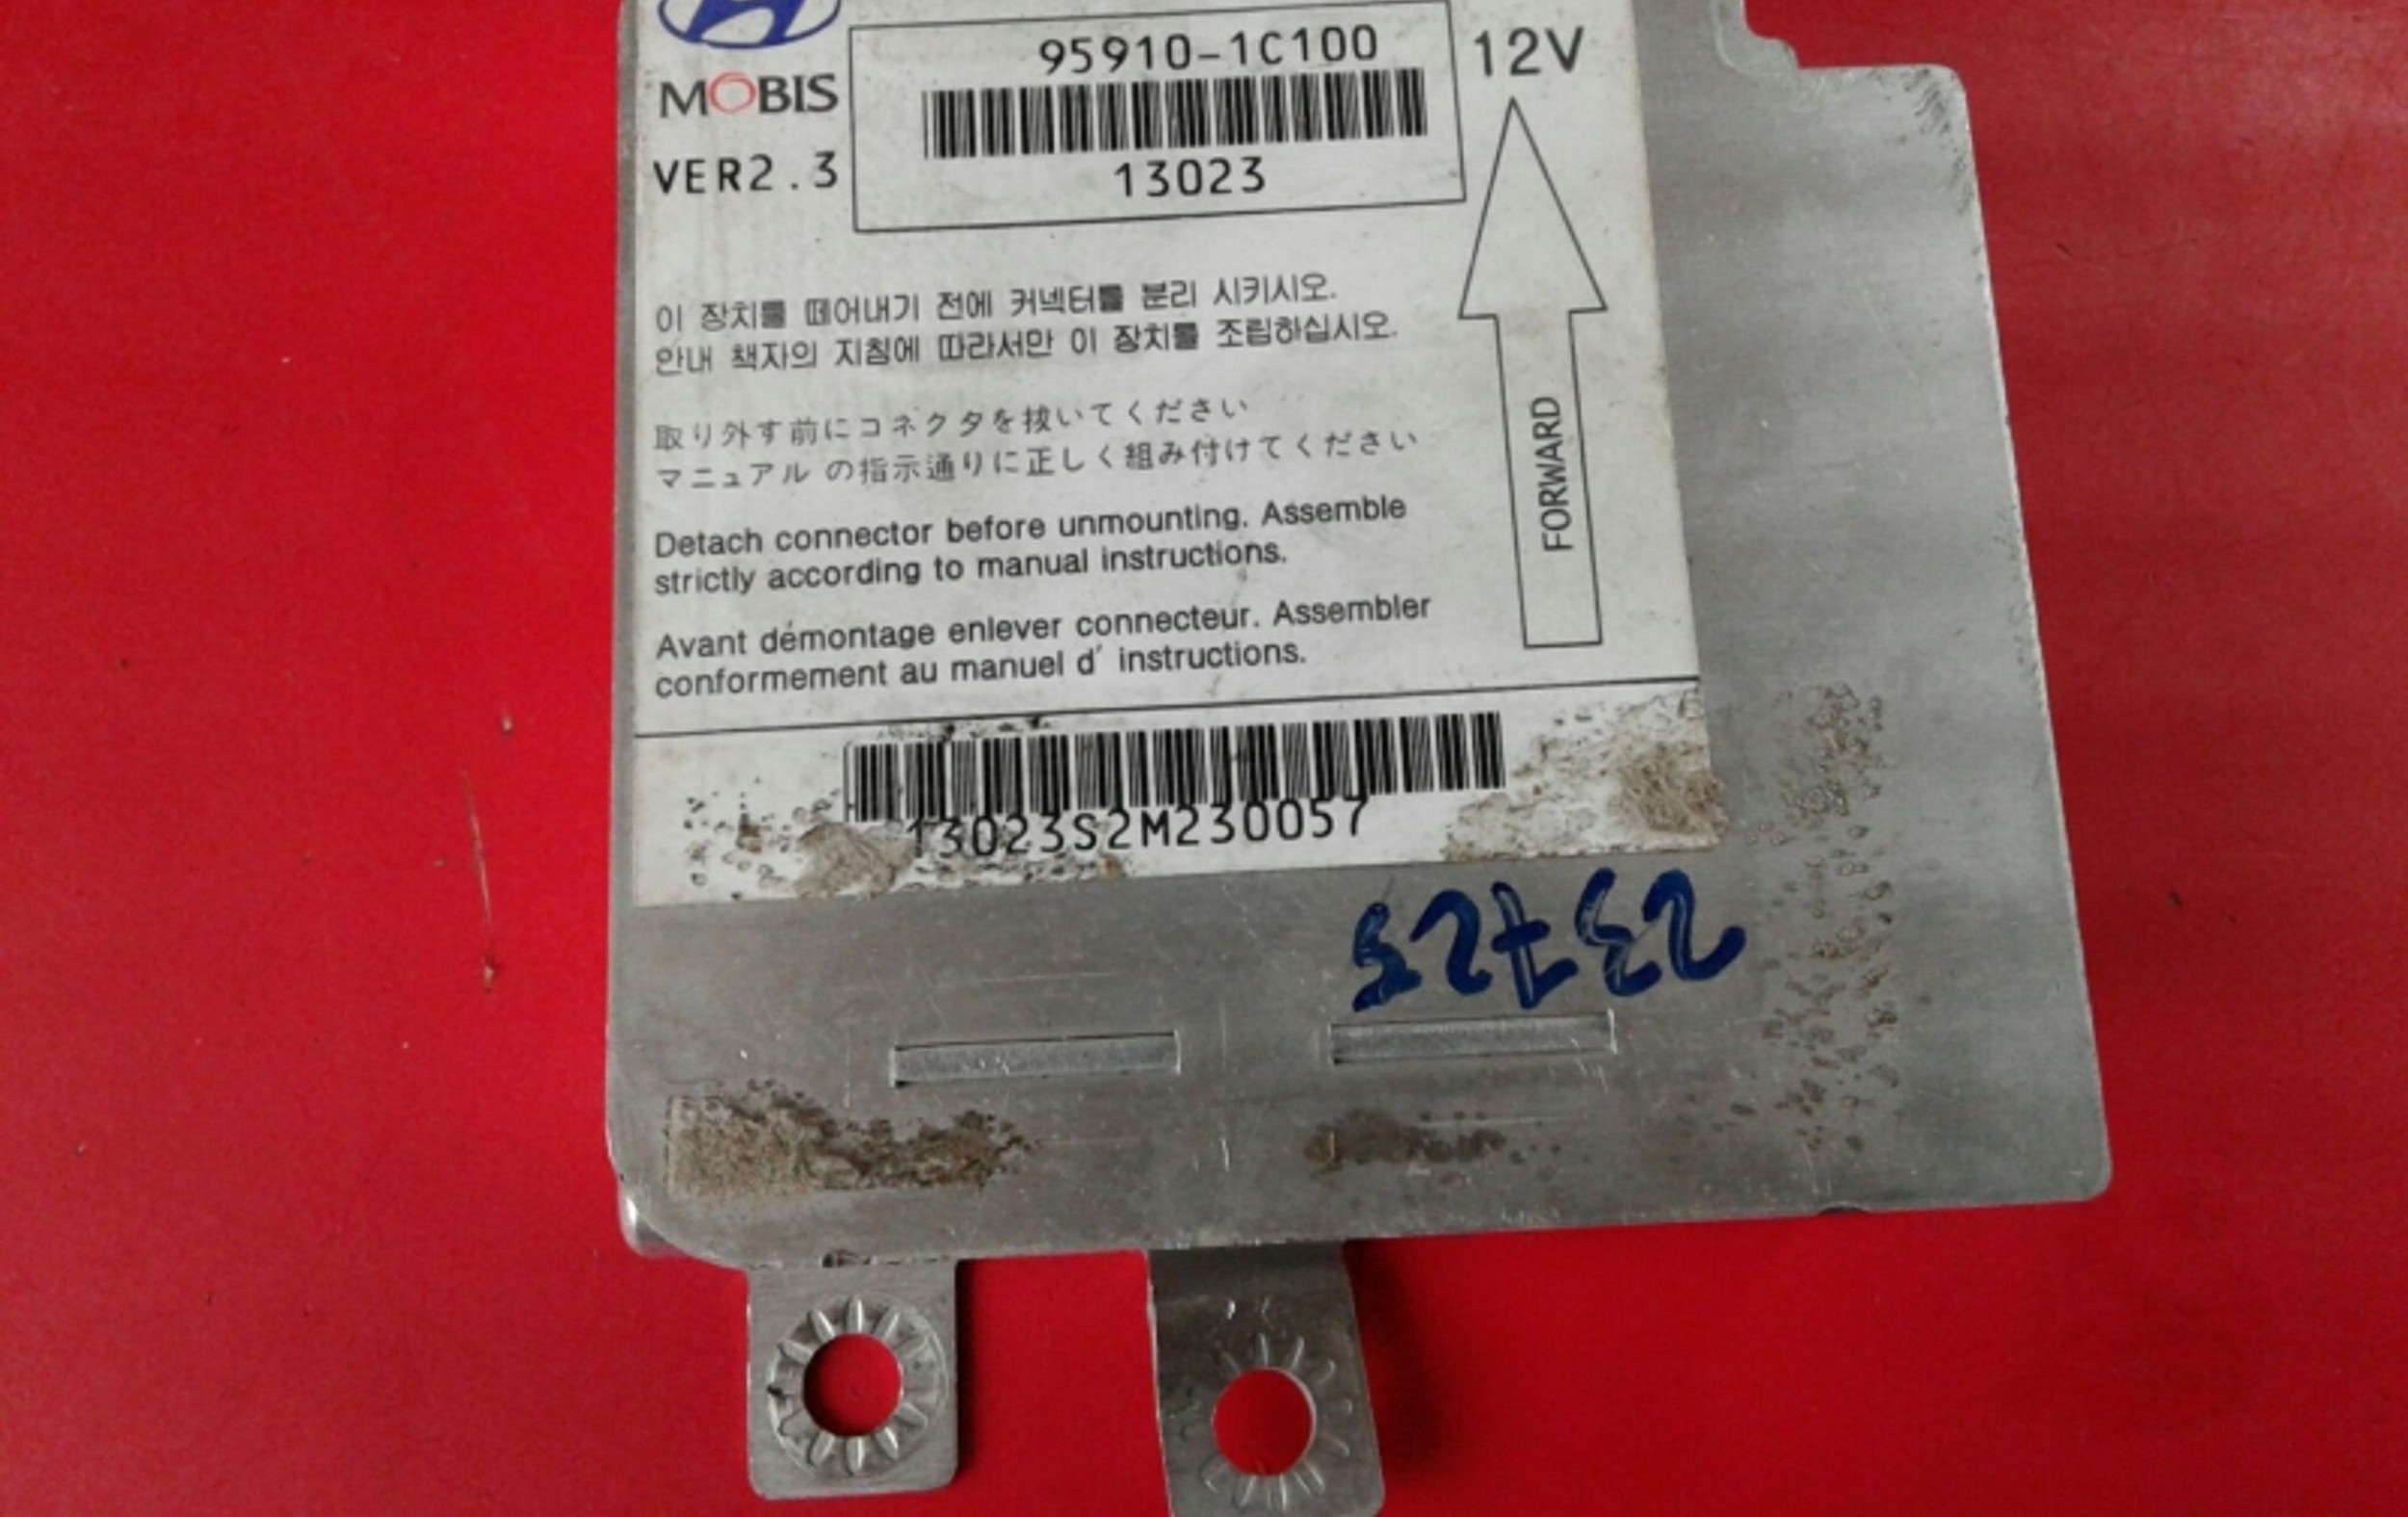 95910-1C100
12V
MOBIS
VER2.3
13023
이 장치를 떼어내기 전에 커넥터를 분리 시키시오.
안내 책자의 지침에 따라서만 이 장치를 조립하십시오.
取り外す前にコネクタを抜いてください
マニュアル の指示通りに正しく組み付けてください
FORWARD
Detach connector before unmounting. Assemble
strictly according to manual instructions.
Avant démontage enlever connecteur. Assembler
conformement au manuel d' instructions.
13023S2M230057
23725